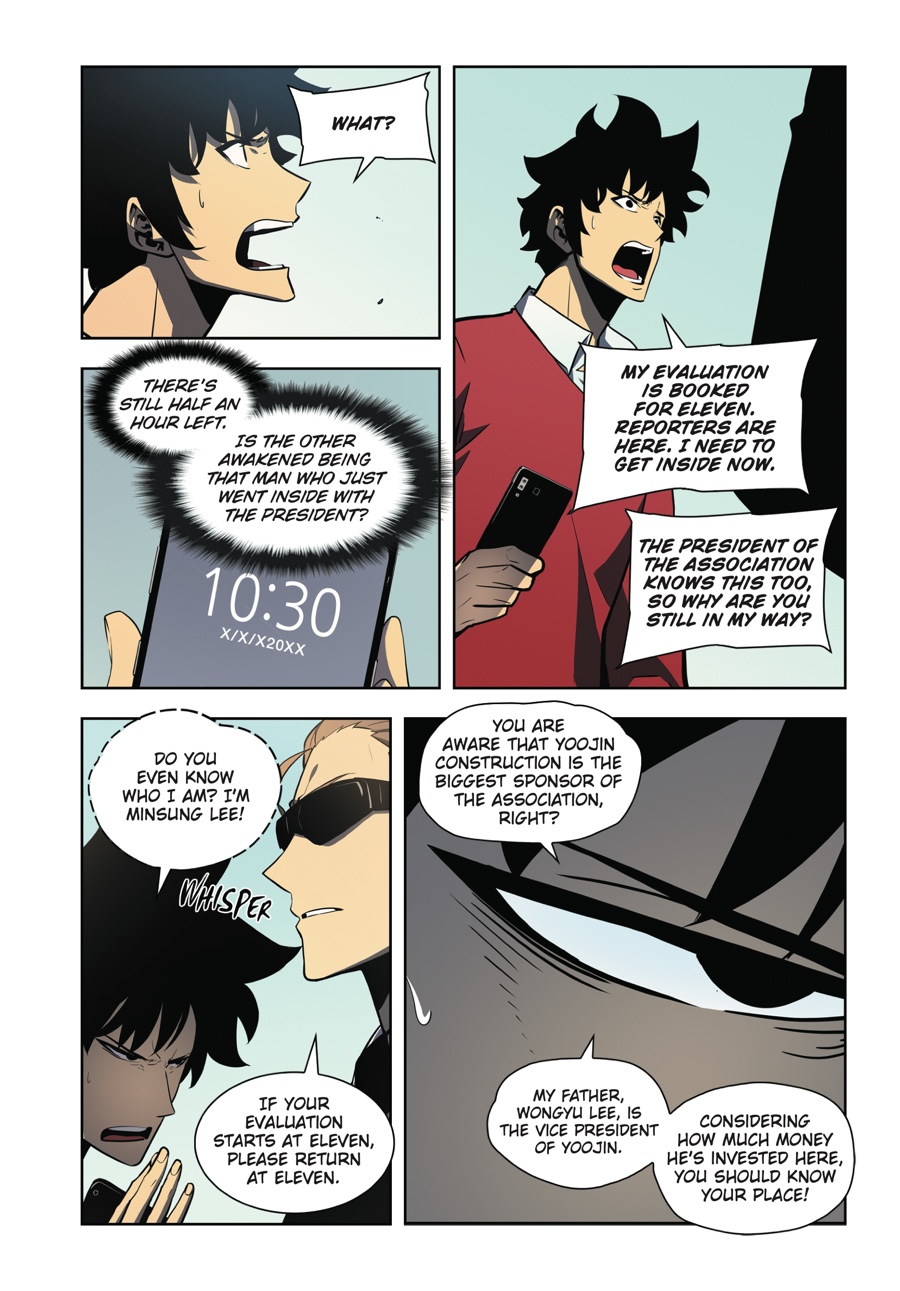 WHAT?
MY EVALUATION
IS BOOKED
FOR ELEVEN.
REPORTERS ARE
HERE. I NEED TO
GET INSIDE NOW.
THE PRESIDENT OF
THE ASSOCIATION
KNOWS THIS TOO,
SO WHY ARE YOU
STILL IN MY WAY?
THERE'S
STILL HALF AN
HOUR LEFT.
IS THE OTHER
AWAKENED BEING
THAT MAN WHO JUST
WENT INSIDE WITH
THE PRESIDENT?
10:30
X/X/X20XX
DO YOU
EVEN KNOW
WHO I AM? I'M
MINSUNG LEE!
WHISPER
IF YOUR
EVALUATION
STARTS AT ELEVEN,
PLEASE RETURN
AT ELEVEN.
YOU ARE
AWARE THAT YOOJIN
CONSTRUCTION IS THE
BIGGEST SPONSOR OF
THE ASSOCIATION,
RIGHT?
MY FATHER,
WONGYU LEE, IS
THE VICE PRESIDENT
OF YOOJIN.
CONSIDERING
HOW MUCH MONEY
HE'S INVESTED HERE,
YOU SHOULD KNOW
YOUR PLACE!